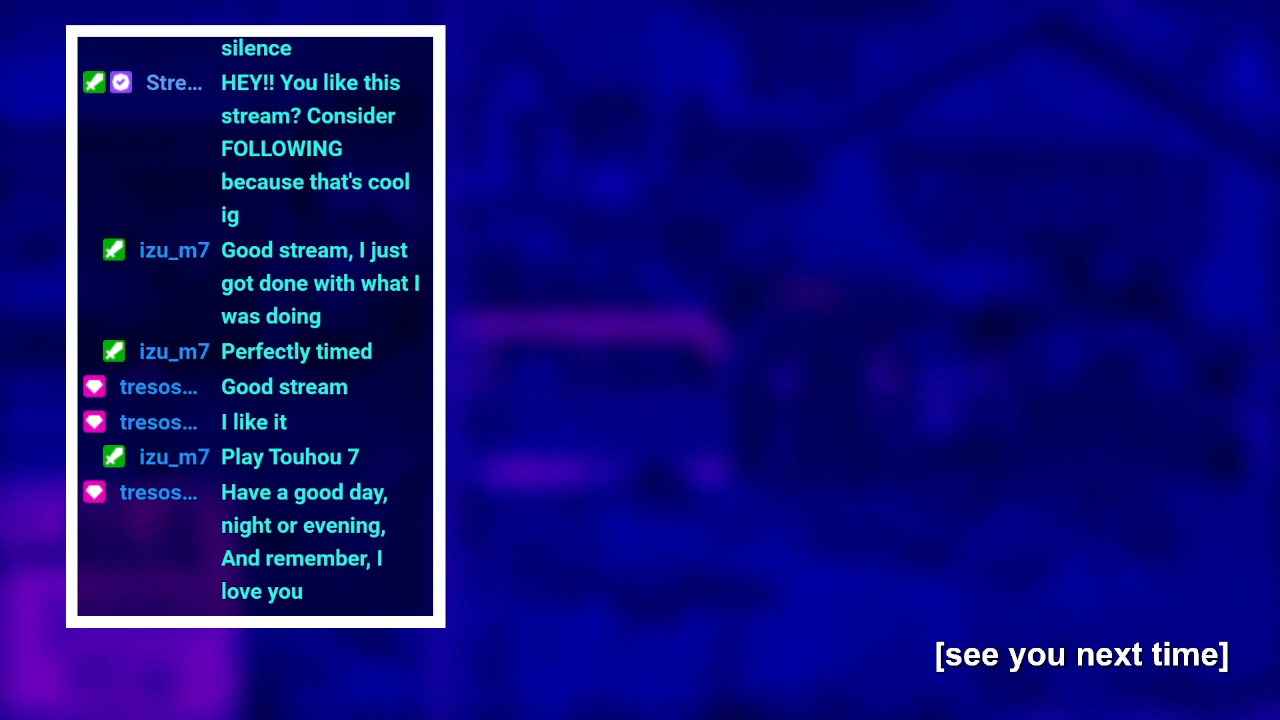 silence
Stre... HEY!! You like this
stream? Consider
FOLLOWING
because that's cool
ig
izu_m7 Good stream, I just
got done with what I
was doing
izu_m7 Perfectly timed
tresos... Good stream
tresos... I like it
izu_m7 Play Touhou 7
tresos... Have a good day,
night or evening,
And remember, I
love you
[see you next time]